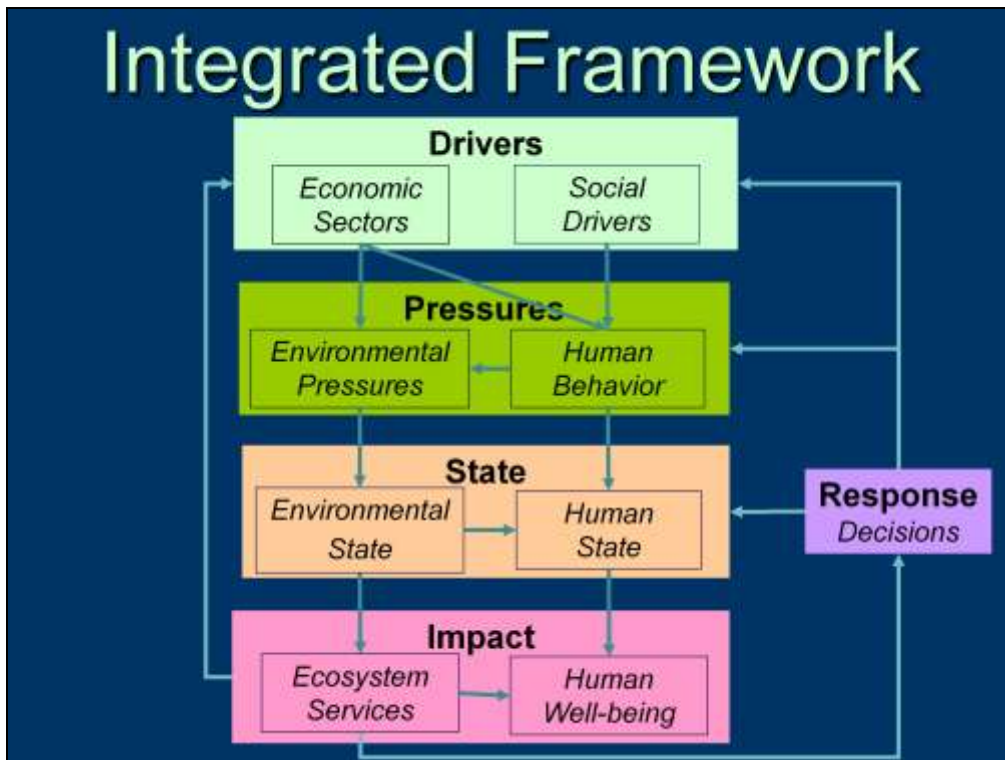 Integrated Framework
Drivers
Economic
Sectors
Social
Drivers
Pressures
Environmental
Pressures
Human
Behavior
State
Environmental
State
Human
State
Response
Decisions
Impact
Ecosystem
Services
Human
Well-being